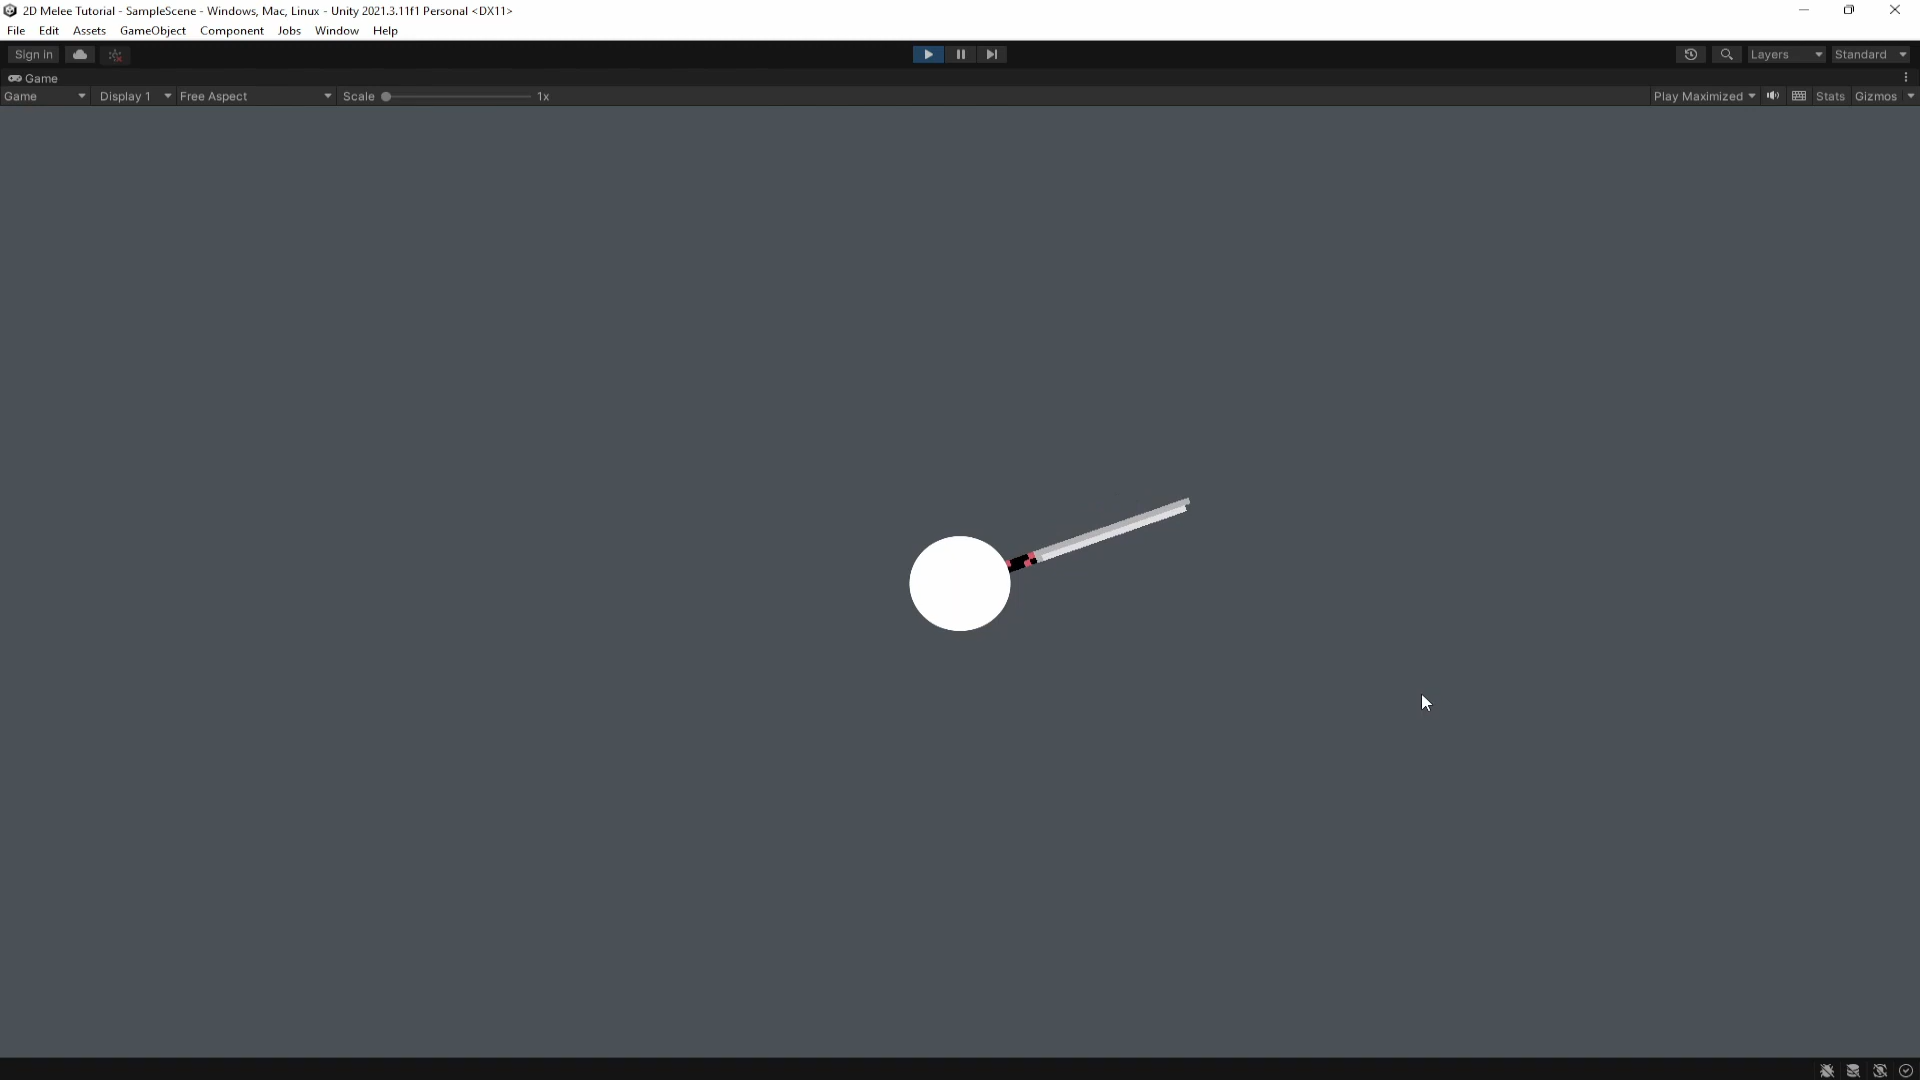 2D Melee Tutorial - SampleScene - Windows, Mac, Linux - Unity 2021.3.11f1 Personal <DX11>
File Edit Assets GameObject Component Jobs Window Help
Sign in Layers Standard
Game
Game Display 1 Free Aspect Scale 1x Play Maximized Stats Gizmos